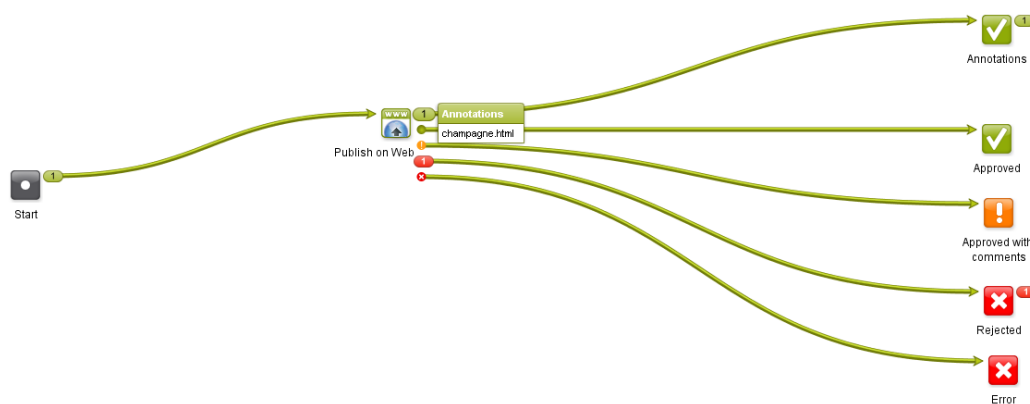 1
Annotations
www
1
Annotations
champagne.html
Publish on Web
Approved
1
1
Start
Approved with
comments
1
Rejected
Error